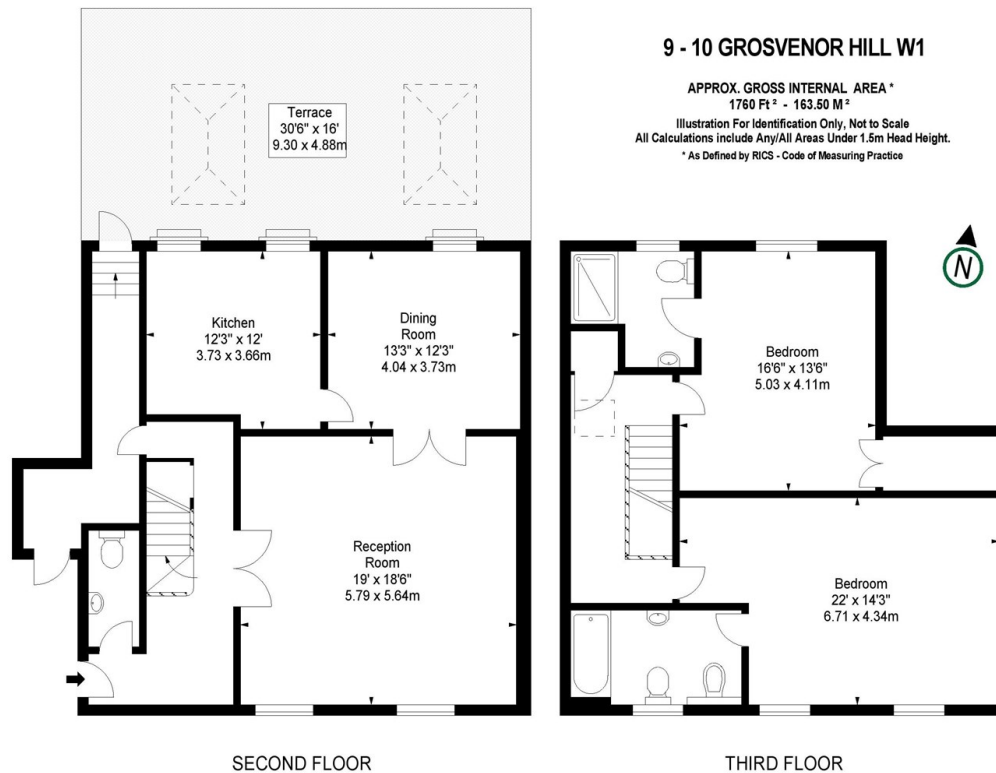 9 - 10 GROSVENOR HILL W1
APPROX. GROSS INTERNAL AREA *
1760 Ft ² - 163.50 M ²
Illustration For Identification Only, Not to Scale
All Calculations include Any/All Areas Under 1.5m Head Height.
* As Defined by RICS - Code of Measuring Practice
N
Terrace
30'6" x 16'
9.30 x 4.88m
Kitchen
12'3" x 12'
3.73 x 3.66m
Dining
Room
13'3" x 12'3"
4.04 x 3.73m
Reception
Room
19' x 18'6"
5.79 x 5.64m
SECOND FLOOR
Bedroom
16'6" x 13'6"
5.03 x 4.11m
Bedroom
22' x 14'3"
6.71 x 4.34m
THIRD FLOOR